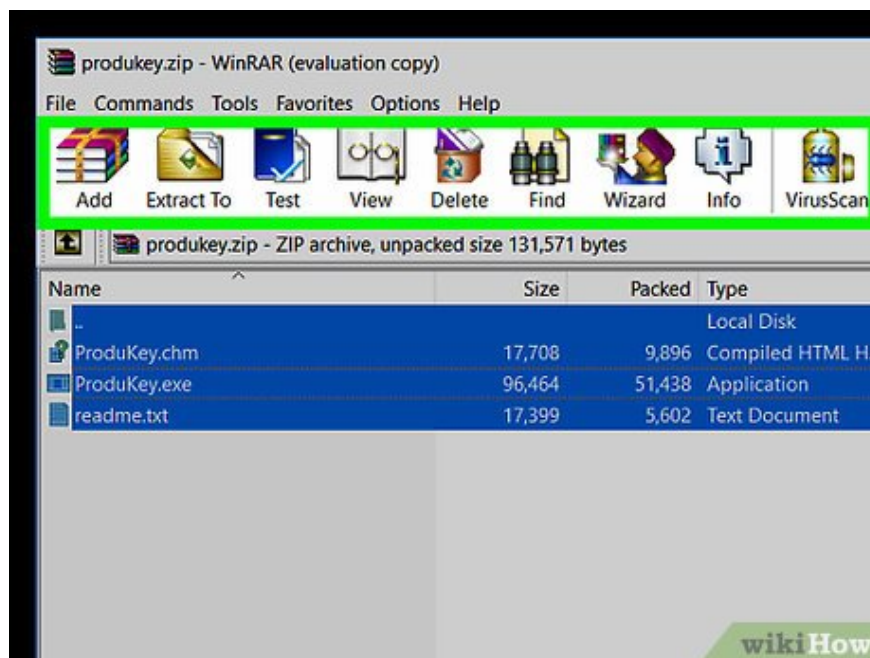 produkey.zip - WinRAR (evaluation copy)
File Commands Tools Favorites Options Help
Add Extract To Test View Delete Find Wizard Info VirusScan
produkey.zip - ZIP archive, unpacked size 131,571 bytes
Name Size Packed Type
.. Local Disk
ProduKey.chm 17,708 9,896 Compiled HTML H
ProduKey.exe 96,464 51,438 Application
readme.txt 17,399 5,602 Text Document
wikiHow